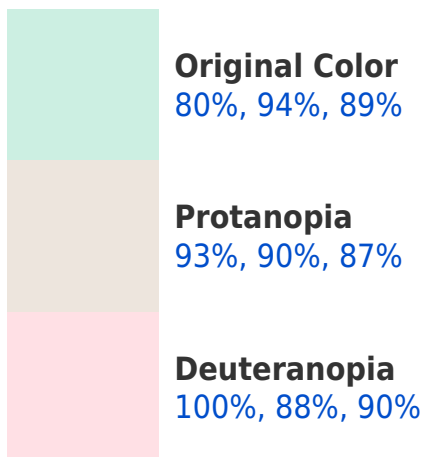 Original Color
80%, 94%, 89%
Protanopia
93%, 90%, 87%
Deuteranopia
100%, 88%, 90%